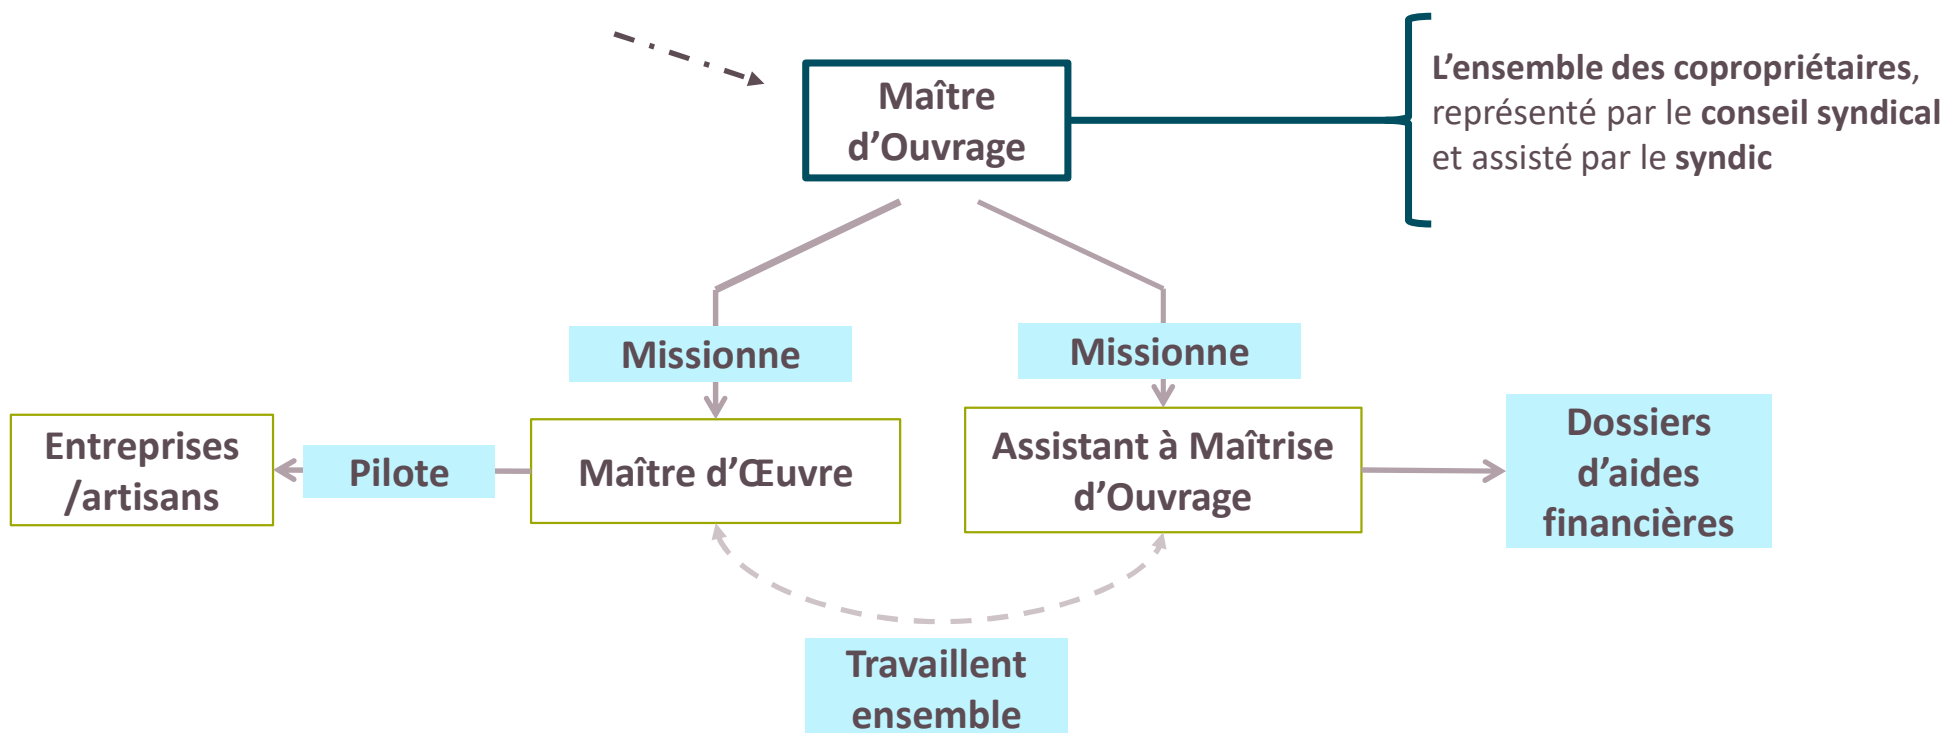 Maître
d’Ouvrage
L’ensemble des copropriétaires,
représenté par le conseil syndical
et assisté par le syndic
Missionne
Missionne
Entreprises
/artisans
Pilote
Maître d’Œuvre
Assistant à Maîtrise
d’Ouvrage
Dossiers
d’aides
financières
Travaillent
ensemble